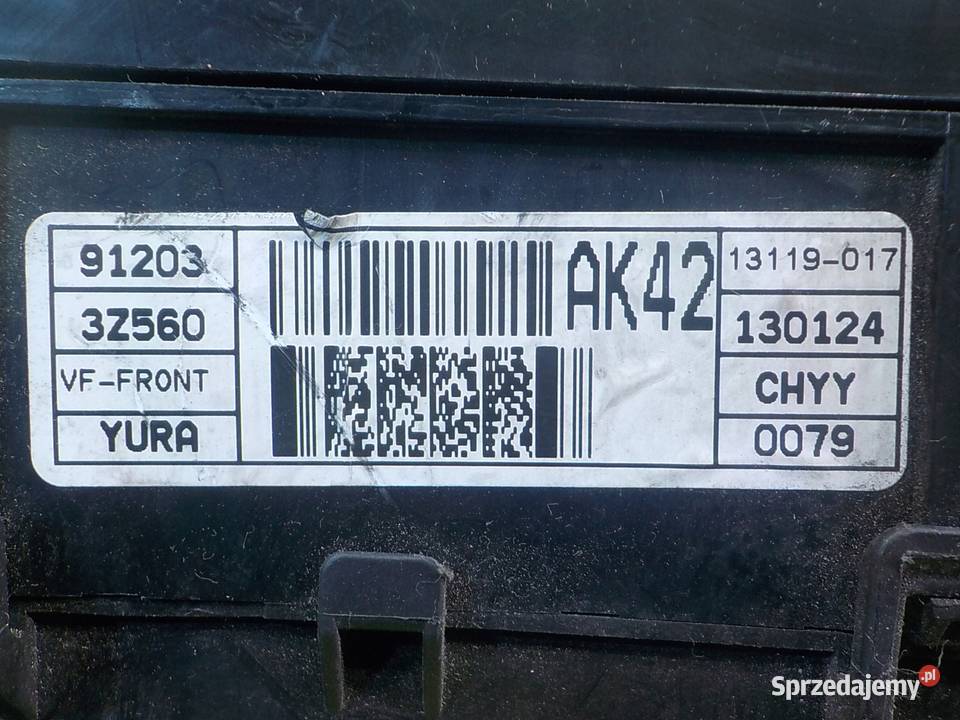 91203
3Z560
VF-FRONT
YURA
AK42
13119-017
130124
CHYY
0079
Sprzedajemy.pl